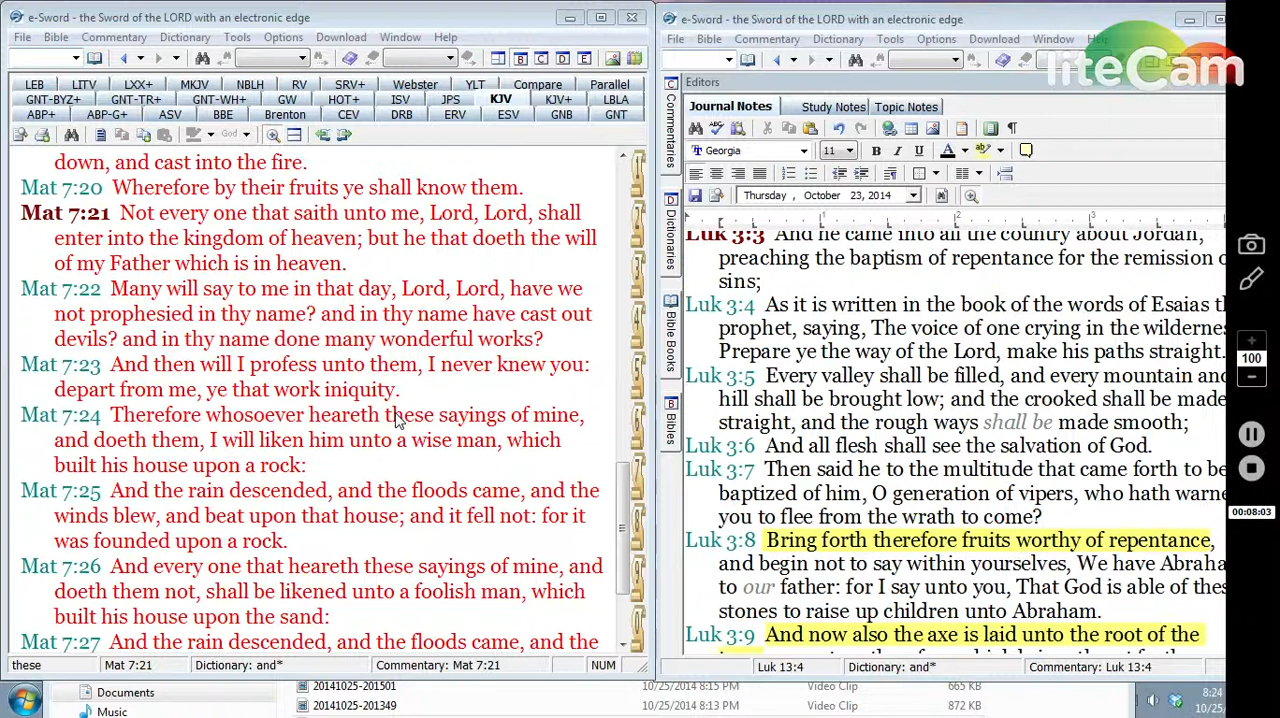 e-Sword - the Sword of the LORD with an electronic edge
File Bible Commentary Dictionary Tools Options Download Window Help
LEB LITV LXX+ MKJV NBLH RV SRV+ Webster YLT Compare Parallel
GNT-BYZ+ GNT-TR+ GNT-WH+ GW HOT+ ISV JPS KJV KJV+ LBLA
ABP+ ABP-G+ ASV BBE Brenton CEV DRB ERV ESV GNB GNT
God
down, and cast into the fire.
Mat 7:20 Wherefore by their fruits ye shall know them.
Mat 7:21 Not every one that saith unto me, Lord, Lord, shall
enter into the kingdom of heaven; but he that doeth the will
of my Father which is in heaven.
Mat 7:22 Many will say to me in that day, Lord, Lord, have we
not prophesied in thy name? and in thy name have cast out
devils? and in thy name done many wonderful works?
Mat 7:23 And then will I profess unto them, I never knew you:
depart from me, ye that work iniquity.
Mat 7:24 Therefore whosoever heareth these sayings of mine,
and doeth them, I will liken him unto a wise man, which
built his house upon a rock:
Mat 7:25 And the rain descended, and the floods came, and the
winds blew, and beat upon that house; and it fell not: for it
was founded upon a rock.
Mat 7:26 And every one that heareth these sayings of mine, and
doeth them not, shall be likened unto a foolish man, which
built his house upon the sand:
Mat 7:27 And the rain descended, and the floods came, and the
these Mat 7:21 Dictionary: and* Commentary: Mat 7:21 NUM
e-Sword - the Sword of the LORD with an electronic edge
File Bible Commentary Dictionary Tools Options Download Window
liteCam
Editors
Journal Notes Study Notes Topic Notes
Georgia 11 B I U A
Thursday , October 23, 2014
1 2 3
Commentaries
Dictionaries
Bible Books
Bibles
Luk 3:3 And he came into all the country about Jordan,
preaching the baptism of repentance for the remission
sins;
Luk 3:4 As it is written in the book of the words of Esaias
prophet, saying, The voice of one crying in the
Prepare ye the way of the Lord, make his paths straight.
Luk 3:5 Every valley shall be filled, and every mountain and
hill shall be brought low; and the crooked shall be made
straight, and the rough ways shall be made smooth;
Luk 3:6 And all flesh shall see the salvation of God.
Luk 3:7 Then said he to the multitude that came forth to be
baptized of him, O generation of vipers, who hath
you to flee from the wrath to come?
Luk 3:8 Bring forth therefore fruits worthy of repentance,
and begin not to say within yourselves, We have
to our father: for I say unto you, That God is able of
stones to raise up children unto Abraham.
Luk 3:9 And now also the axe is laid unto the root of the
Luk 13:4 Dictionary: and* Commentary: Luk 13:4
100
00:08:03
Documents
Music
20141025-201501 10/25/2014 8:15 PM Video Clip 665 KB
20141025-201349 10/25/2014 8:13 PM Video Clip 872 KB
8:24
10/25/